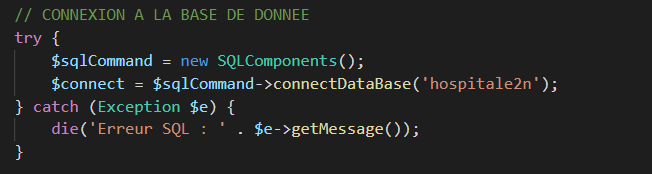 // CONNEXION A LA BASE DE DONNEE
try {
    $sqlCommand = new SQLComponents();
    $connect = $sqlCommand->connectDataBase('hospitale2n');
} catch (Exception $e) {
    die('Erreur SQL : ' . $e->getMessage());
}